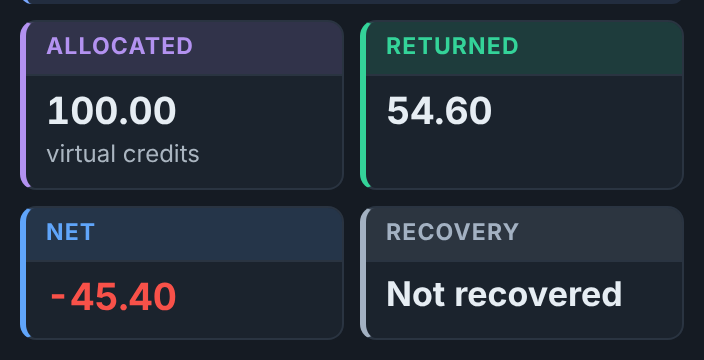 ALLOCATED
100.00
virtual credits
RETURNED
54.60
NET
-45.40
RECOVERY
Not recovered